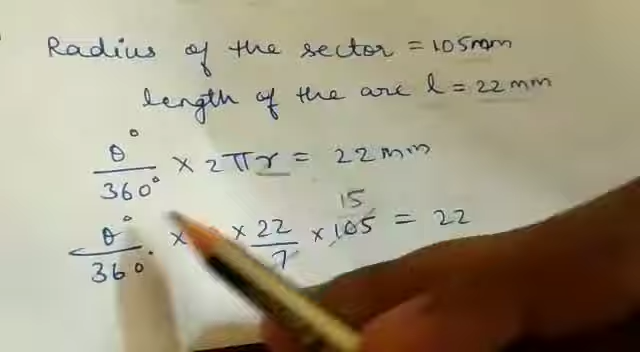 Radius of the sector = 105mm
length of the arc l = 22mm
θ°/360° × 2πr = 22mm
θ°/360° × × 22/7 × 105 = 22
15